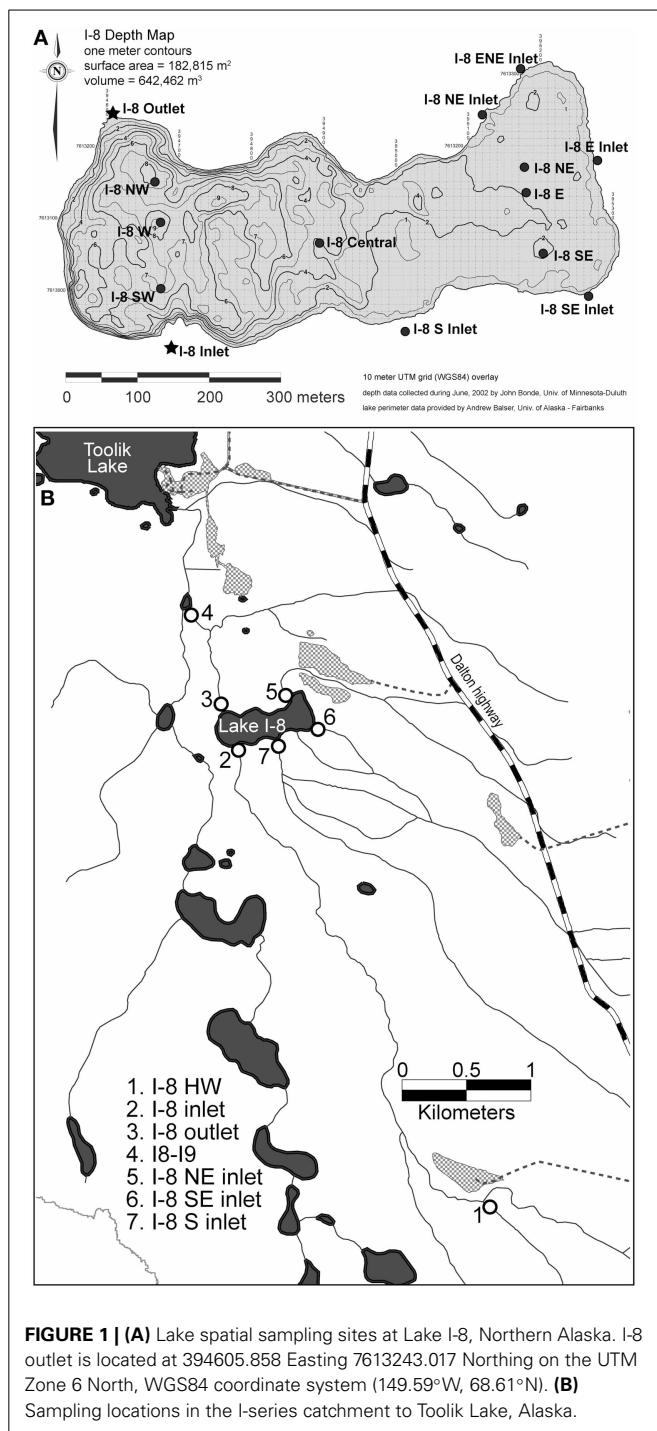 A
I-8 Depth Map
one meter contours
surface area = 182,815 m²
volume = 642,462 m³
N
I-8 ENE Inlet
I-8 Outlet
I-8 NE Inlet
I-8 E Inlet
I-8 NW
I-8 NE
I-8 E
I-8 W
I-8 Central
I-8 SE
I-8 SW
I-8 SE Inlet
I-8 S Inlet
I-8 Inlet
0 100 200 300 meters
10 meter UTM grid (WGS84) overlay
depth data collected during June, 2002 by John Bonde, Univ. of Minnesota-Duluth
lake perimeter data provided by Andrew Balser, Univ. of Alaska - Fairbanks
B
Toolik
Lake
4
Dalton highway
3
5
Lake I-8
6
2
7
0 0.5 1
Kilometers
1. I-8 HW
2. I-8 inlet
3. I-8 outlet
4. I8-I9
5. I-8 NE inlet
6. I-8 SE inlet
7. I-8 S inlet
1
FIGURE 1 | (A) Lake spatial sampling sites at Lake I-8, Northern Alaska. I-8
outlet is located at 394605.858 Easting 7613243.017 Northing on the UTM
Zone 6 North, WGS84 coordinate system (149.59°W, 68.61°N). (B)
Sampling locations in the I-series catchment to Toolik Lake, Alaska.